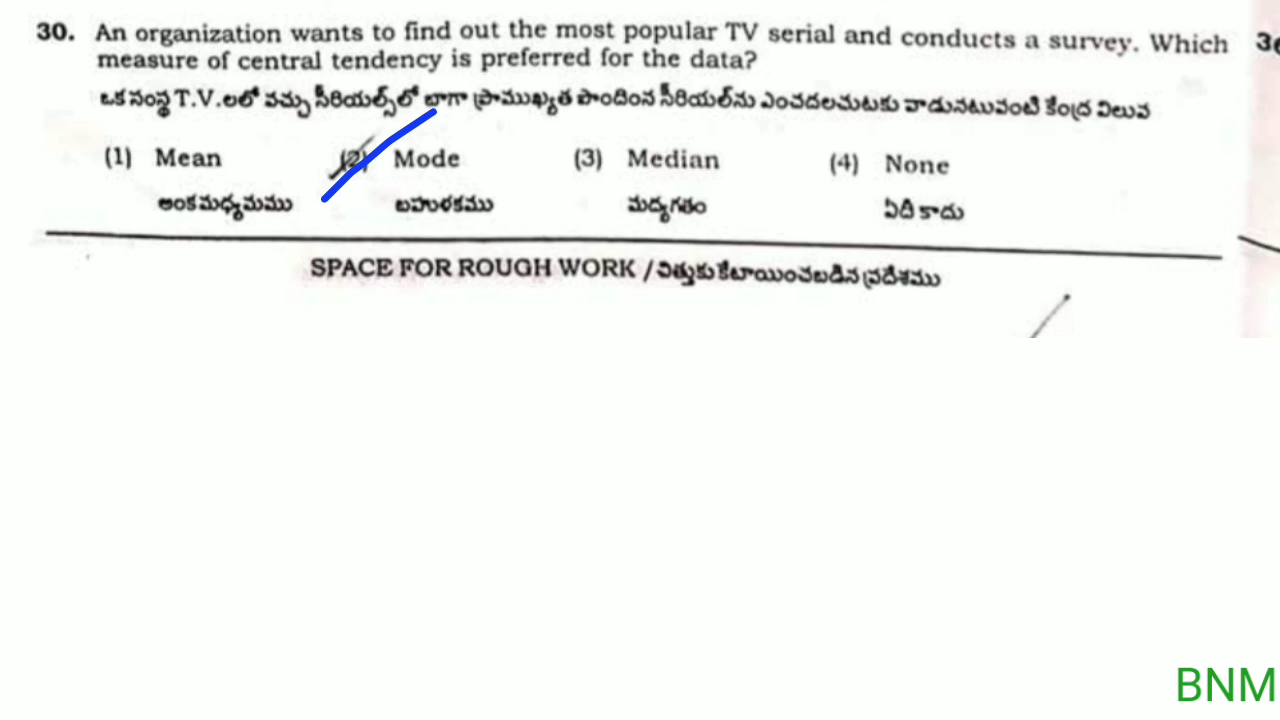 30. An organization wants to find out the most popular TV serial and conducts a survey. Which
measure of central tendency is preferred for the data?
ఒక సంస్థ T.V.లలో వచ్చు సీరియల్స్‌లో బాగా ప్రాముఖ్యత పొందిన సీరియల్‌ను ఎంచదలచుటకు వాడునటువంటి కేంద్ర విలువ
(1) Mean (2) Mode (3) Median (4) None
అంకమధ్యమము బహుళకము మధ్యగతం ఏదీ కాదు
SPACE FOR ROUGH WORK / చిత్తుకు కేటాయించబడిన ప్రదేశము
BNM